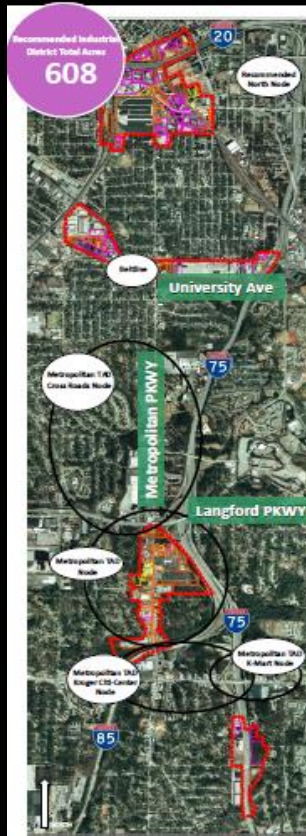 Recommended Industrial
District Total Acres
608
20
Recommended
North Node
Beltline
University Ave
75
Metropolitan TAD
Cross Roads Node
Metropolitan PKWY
Langford PKWY
Metropolitan TAD
Node
75
Metropolitan TAD
K-Mart Node
Metropolitan TAD
Kroger Citi-Center
Node
85